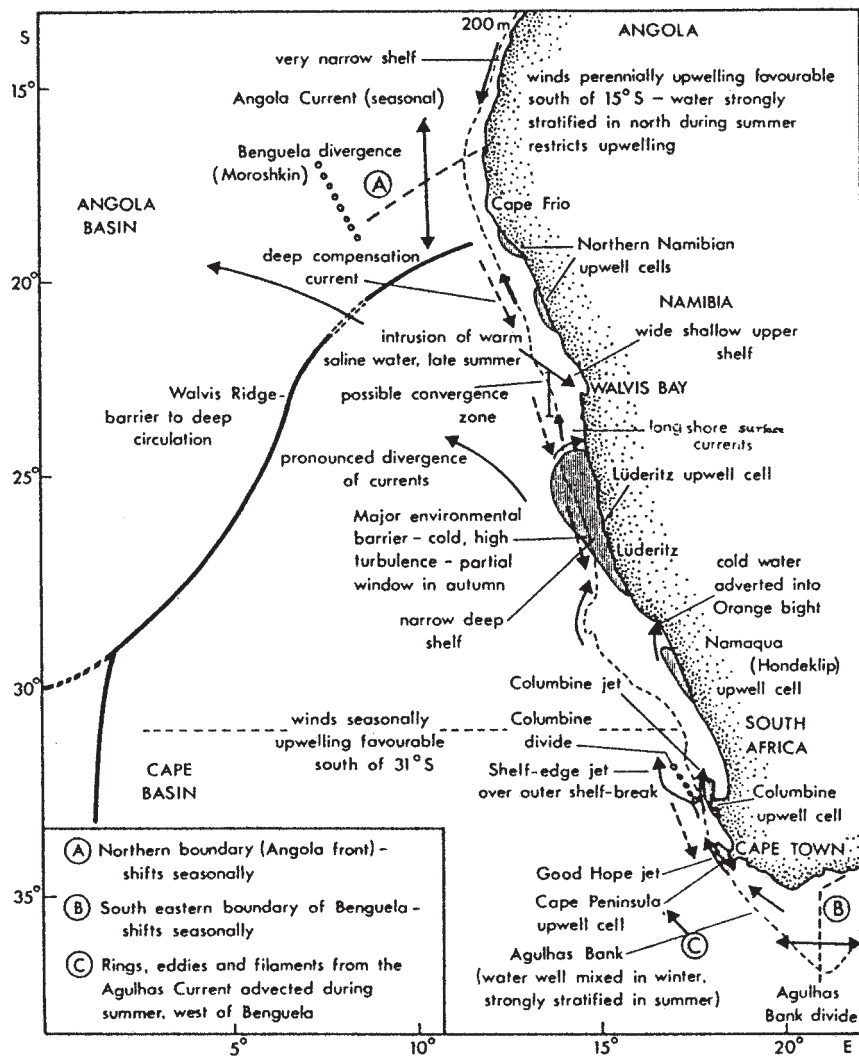 S
200 m
ANGOLA
very narrow shelf
winds perennially upwelling favourable
south of 15° S – water strongly
stratified in north during summer
restricts upwelling
15°
Angola Current (seasonal)
Benguela divergence
(Moroshkin)
A
ANGOLA
BASIN
Cape Frio
Northern Namibian
upwell cells
deep compensation
current
20°
NAMIBIA
intrusion of warm
saline water, late summer
wide shallow upper
shelf
Walvis Ridge-
barrier to deep
circulation
possible convergence
zone
WALVIS BAY
long shore surface
currents
pronounced divergence
of currents
25°
Lüderitz upwell cell
Major environmental
barrier – cold, high
turbulence – partial
window in autumn
Lüderitz
narrow deep
shelf
cold water
adverted into
Orange bight
Namaqua
(Hondeklip)
upwell cell
30°
Columbine jet
winds seasonally
upwelling favourable
south of 31° S
Columbine
divide
SOUTH
AFRICA
CAPE
BASIN
Shelf-edge jet
over outer shelf-break
Columbine
upwell cell
CAPE TOWN
A Northern boundary (Angola front) –
shifts seasonally
B South eastern boundary of Benguela –
shifts seasonally
C Rings, eddies and filaments from the
Agulhas Current advected during
summer, west of Benguela
35°
Good Hope jet
Cape Peninsula
upwell cell
B
C
Agulhas Bank
(water well mixed in winter,
strongly stratified in summer)
Agulhas
Bank divide
5°
10°
15°
20°
E